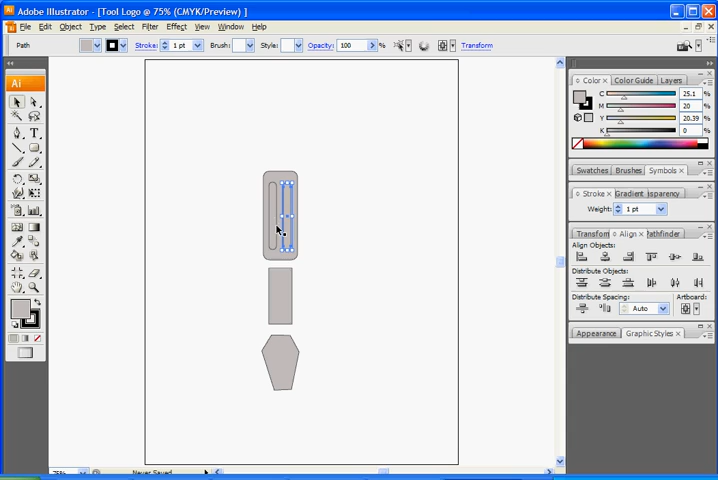 Adobe Illustrator - [Tool Logo @ 75% (CMYK/Preview) ]
File Edit Object Type Select Filter Effect View Window Help
Path Stroke: 1 pt Brush: Style: Opacity: 100 % Transform
Ai
Color Color Guide Layers
C 25.1 %
M 20 %
Y 20.39 %
K 0 %
Swatches Brushes Symbols
Stroke Gradient sparency
Weight: 1 pt
Transform Align Pathfinder
Align Objects:
Distribute Objects:
Distribute Spacing: Artboard:
Auto
Appearance Graphic Styles
75% Never Saved